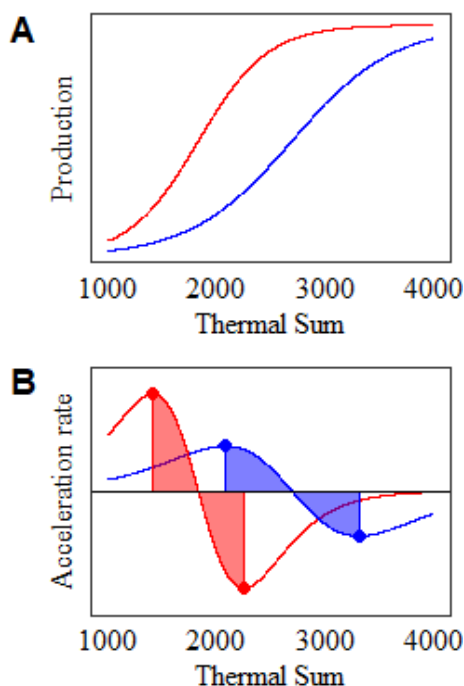 A
Production
1000 2000 3000 4000
Thermal Sum
B
Acceleration rate
1000 2000 3000 4000
Thermal Sum